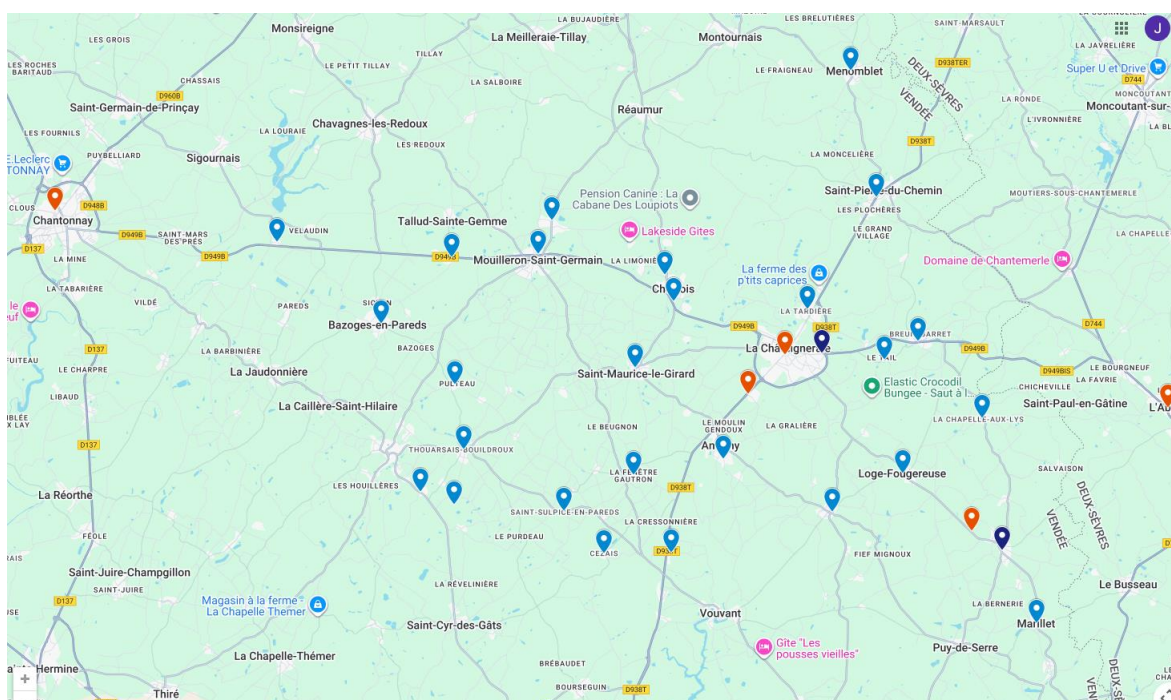 LA BUJAUDIÈRE
LES BRELUTIÈRES
SAINT-MARSAULT
Monsireigne
La Meilleraie-Tillay
Montournais
J
LES GROIS
TILLAY
LA JAVRELIÈRE
LES ROCHES
BARITAUD
LE PETIT TILLAY
LE FRAIGNEAU
Menomblet
D938TER
DEUX-SÈVRES
VENDÉE
Super U et Drive
D744
CHASSAIS
LA SALBOIRE
MONCOUTANT
D960B
LA RONDE
Saint-Germain-de-Prinçay
Réaumur
Moncoutant-sur-
Chavagnes-les-Redoux
L'IVRONNIÈRE
LES FOURNILS
LA LOURAIE
LES REDOUX
D938T
PUYBELLIARD
Sigournais
LA MONCELIÈRE
E.Leclerc
TONNAY
Pension Canine : La
Cabane Des Loupiots
Saint-Pierre-du-Chemin
MOUTIERS-SOUS-CHANTEMERLE
CLOUS
D948B
LES PLOCHÈRES
Chantonnay
Tallud-Sainte-Gemme
Lakeside Gites
LE GRAND
VILLAGE
LA CHAPELLE-
D949B
SAINT-MARS
DES'PRÉS
VELAUDIN
D137
D949B
D949B
Mouilleron-Saint-Germain
LA LIMONIÈ
Domaine de Chantemerle
LA MINE
La ferme des
p'tits caprices
LA TABARIÈRE
VILDÉ
PAREDS
LA TARDIÈRE
Bazoges-en-Pareds
D949B
D938T
D744
D137
BAZOGES
LA BARBINIÈRE
D949B
LE CHARPRE
La Jaudonnière
Saint-Maurice-le-Girard
D949BIS
LE BOURGNEUF
LA FAVRIE
CHICHEVILLE
LIBAUD
Elastic Crocodil
Bungee - Saut à l...
Saint-Paul-en-Gâtine
La Caillère-Saint-Hilaire
LA CHAPELLE-AUX-LYS
LE BEUGNON
LE MOULIN
GENDOUX
LA GRALIÈRE
D137
THOUARSAIS-BOUILDROUX
LA FENÊTRE
GAUTRON
Loge-Fougereuse
SALVAISON
LES HOUILLÈRES
D938T
La Réorthe
SAINT-SULPICE-EN-PAREDS
LA CRESSONNIÈRE
DEUX-SÈVRES
VENDÉE
FÉOLE
LE PURDEAU
CEZAIS
D938T
FIEF MIGNOUX
Saint-Juire-Champgillon
SAINT-JUIRE
LA RÉVELINIÈRE
Le Busseau
D137
Magasin à la ferme -
La Chapelle Themer
LA BERNERIE
Vouvant
Marillet
Saint-Cyr-des-Gâts
Gîte "Les
pousses vieilles"
Puy-de-Serre
La Chapelle-Thémer
Hermine
BRÉBAUDET
BOURSEGUIN
D938T
Thiré